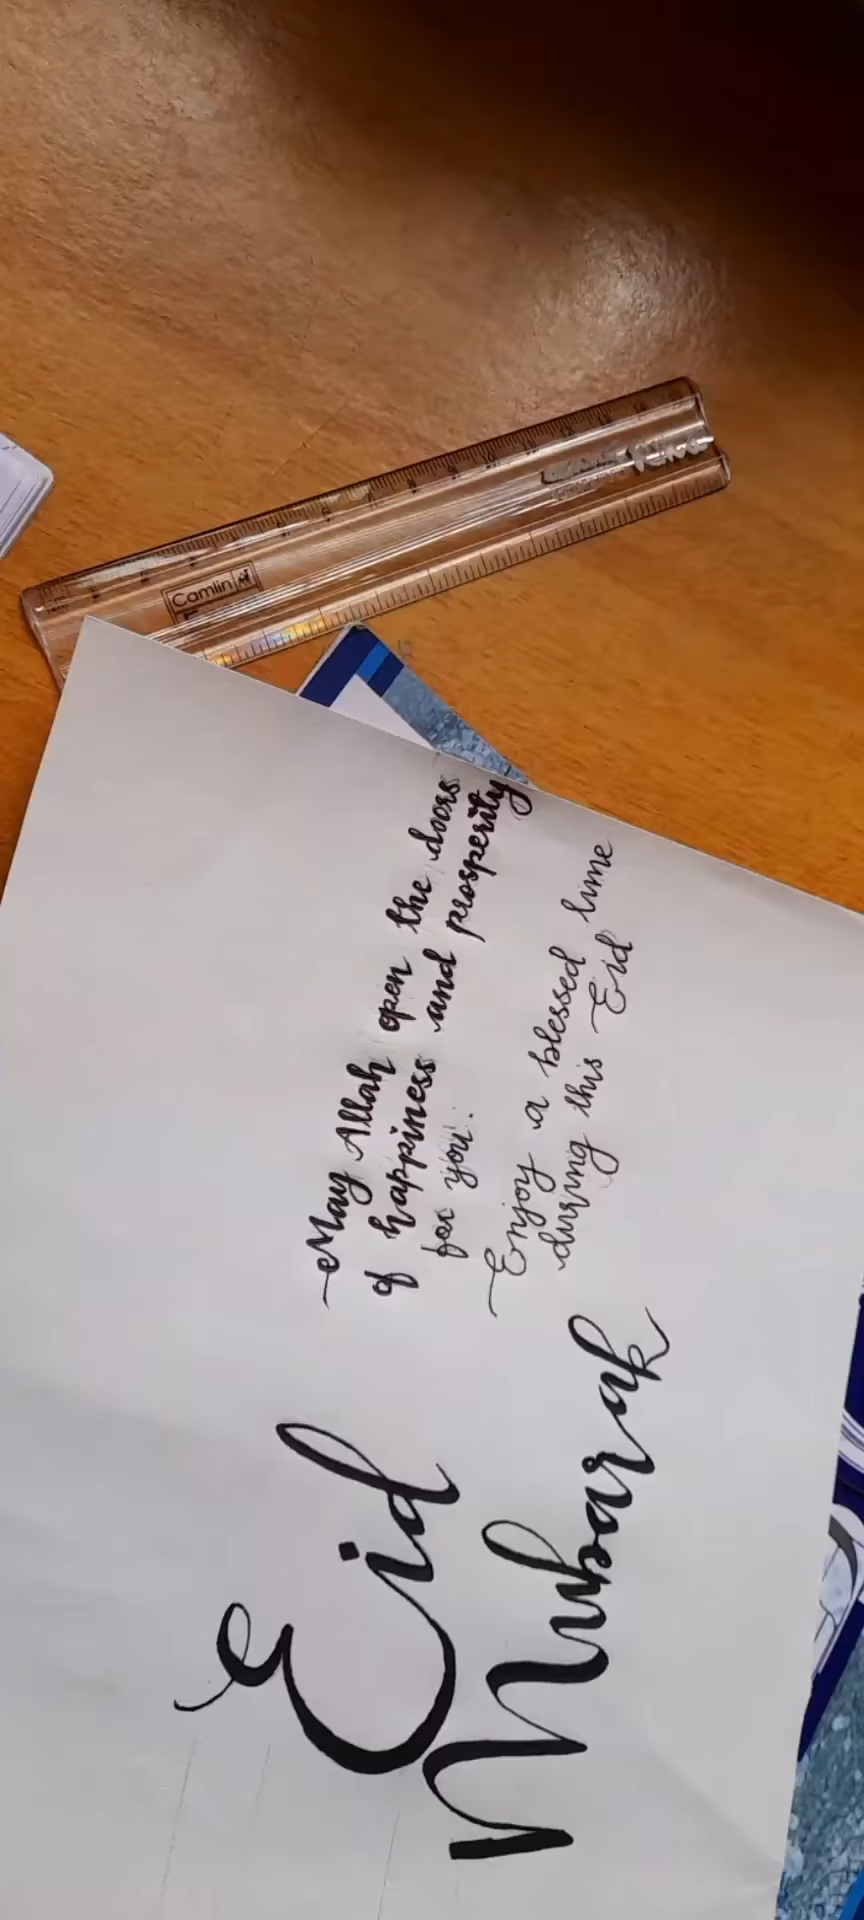 Eid
Mubarak
May Allah open the doors
of happiness and prosperity
for you.
Enjoy a blessed time
during this Eid
Camlin